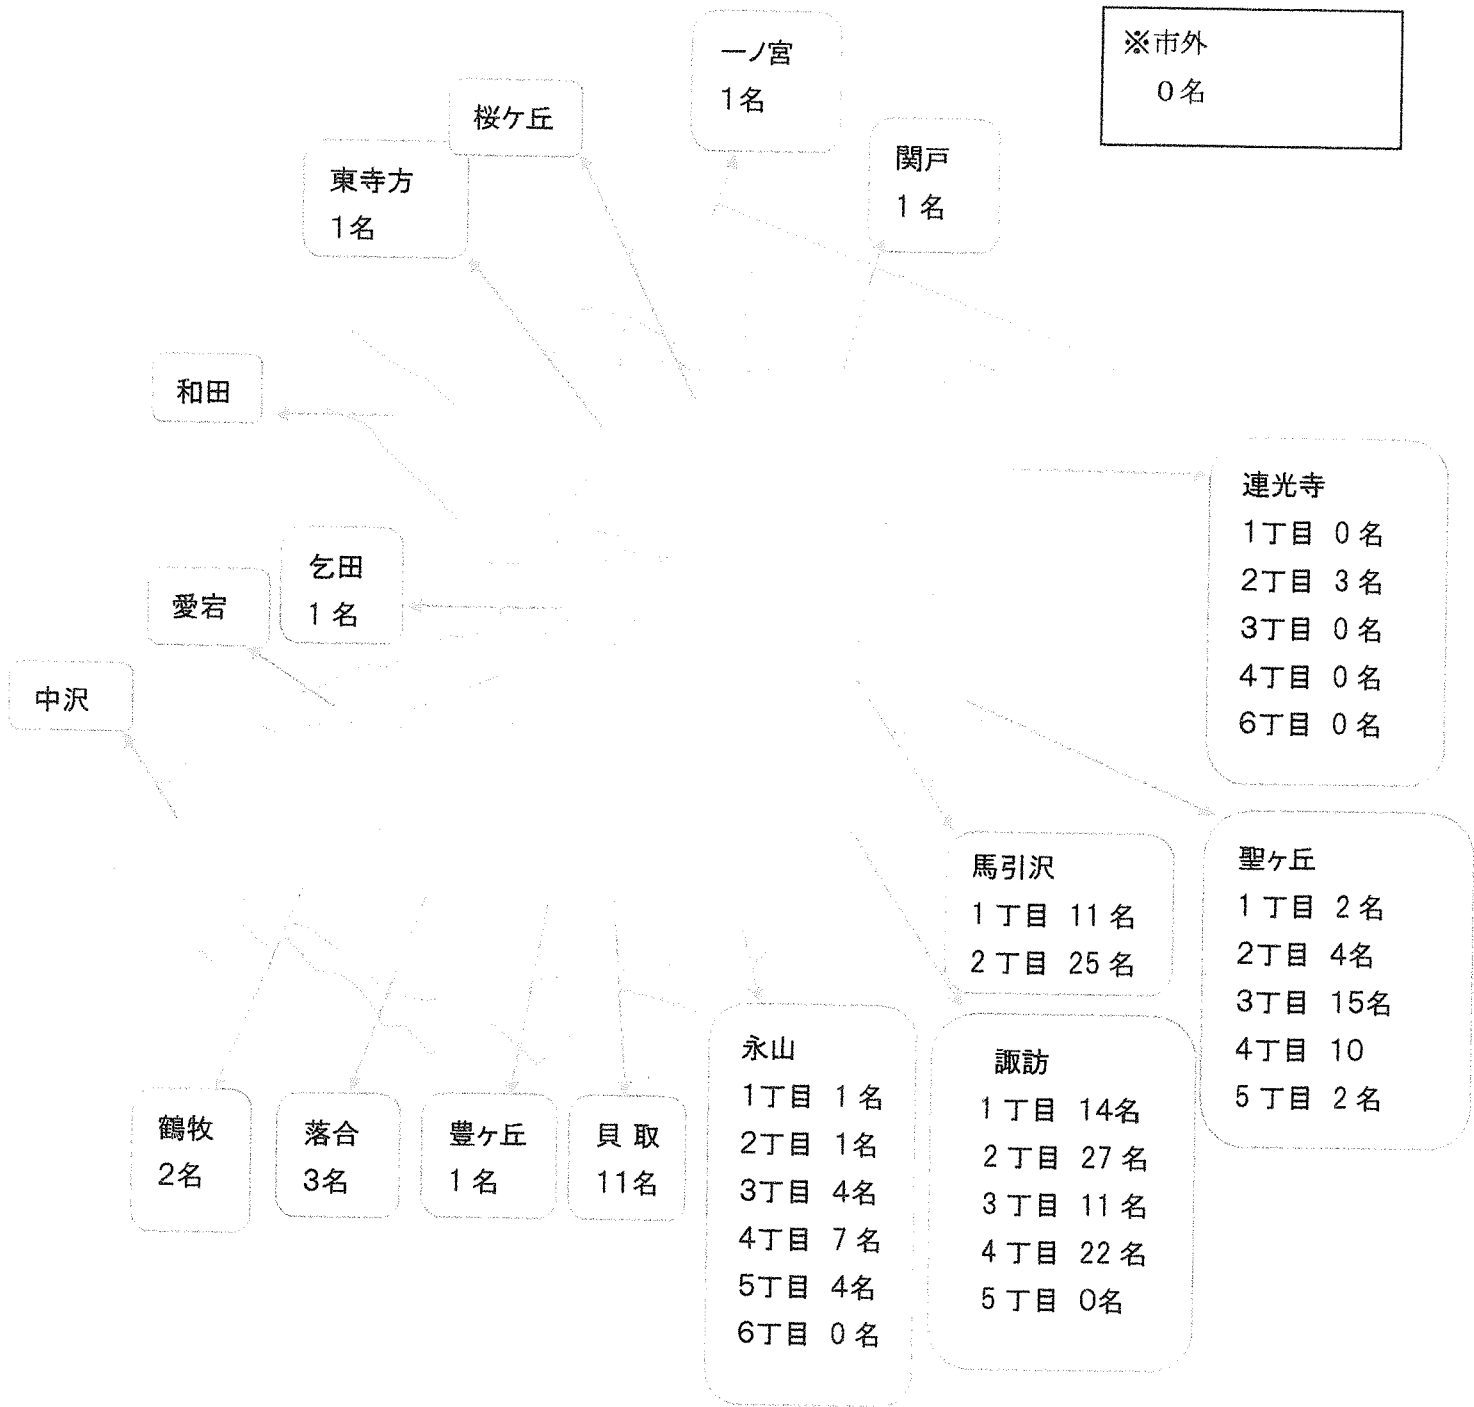 一ノ宮
1名
※市外
0名
桜ケ丘
関戸
1名
東寺方
1名
和田
連光寺
1丁目 0名
2丁目 3名
3丁目 0名
4丁目 0名
6丁目 0名
乞田
1名
愛宕
中沢
馬引沢
1丁目 11名
2丁目 25名
聖ヶ丘
1丁目 2名
2丁目 4名
3丁目 15名
4丁目 10
5丁目 2名
永山
1丁目 1名
2丁目 1名
3丁目 4名
4丁目 7名
5丁目 4名
6丁目 0名
諏訪
1丁目 14名
2丁目 27名
3丁目 11名
4丁目 22名
5丁目 0名
鶴牧
2名
落合
3名
豊ヶ丘
1名
貝取
11名